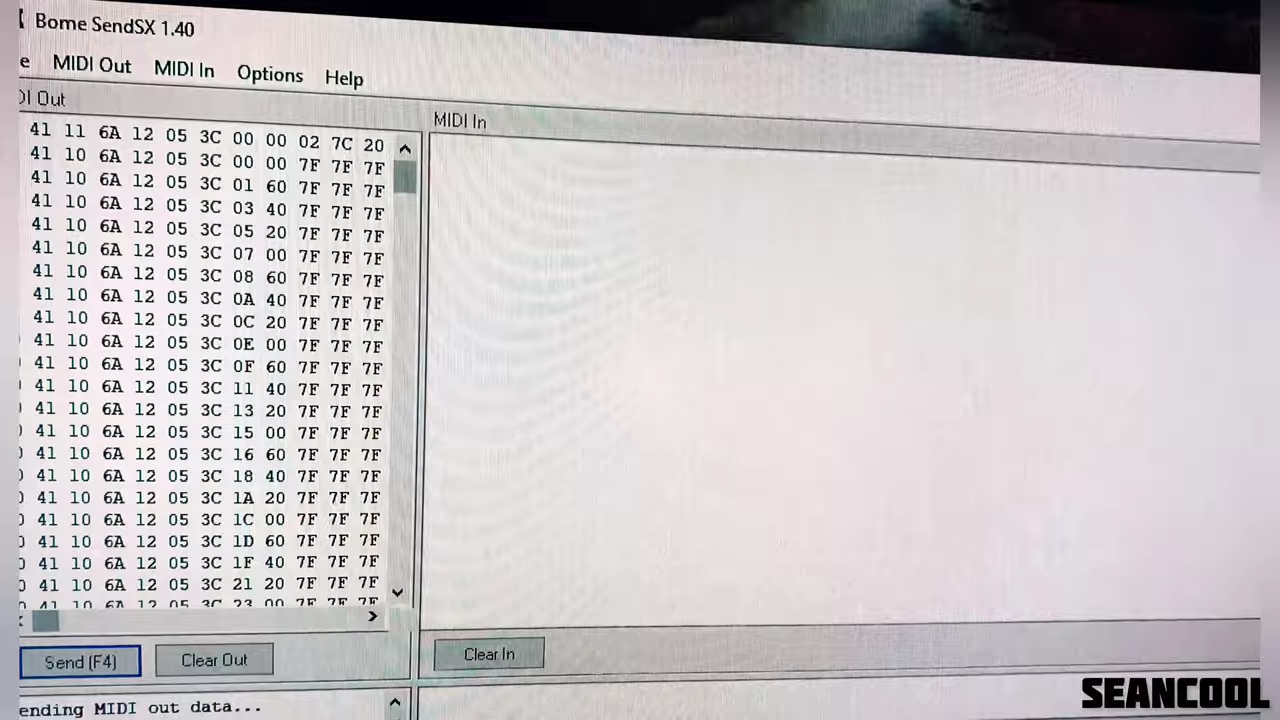 Bome SendSX 1.40
e MIDI Out MIDI In Options Help
DI Out
MIDI In
41 11 6A 12 05 3C 00 00 02 7C 20
41 10 6A 12 05 3C 00 00 7F 7F 7F
41 10 6A 12 05 3C 01 60 7F 7F 7F
41 10 6A 12 05 3C 03 40 7F 7F 7F
41 10 6A 12 05 3C 05 20 7F 7F 7F
41 10 6A 12 05 3C 07 00 7F 7F 7F
41 10 6A 12 05 3C 08 60 7F 7F 7F
41 10 6A 12 05 3C 0A 40 7F 7F 7F
41 10 6A 12 05 3C 0C 20 7F 7F 7F
41 10 6A 12 05 3C 0E 00 7F 7F 7F
41 10 6A 12 05 3C 0F 60 7F 7F 7F
41 10 6A 12 05 3C 11 40 7F 7F 7F
41 10 6A 12 05 3C 13 20 7F 7F 7F
41 10 6A 12 05 3C 15 00 7F 7F 7F
41 10 6A 12 05 3C 16 60 7F 7F 7F
41 10 6A 12 05 3C 18 40 7F 7F 7F
41 10 6A 12 05 3C 1A 20 7F 7F 7F
41 10 6A 12 05 3C 1C 00 7F 7F 7F
41 10 6A 12 05 3C 1D 60 7F 7F 7F
41 10 6A 12 05 3C 1F 40 7F 7F 7F
41 10 6A 12 05 3C 21 20 7F 7F 7F
41 10 6A 12 05 3C 23 00 7F 7F 7F
Send (F4) Clear Out
Clear In
ending MIDI out data...
SEANCOOL